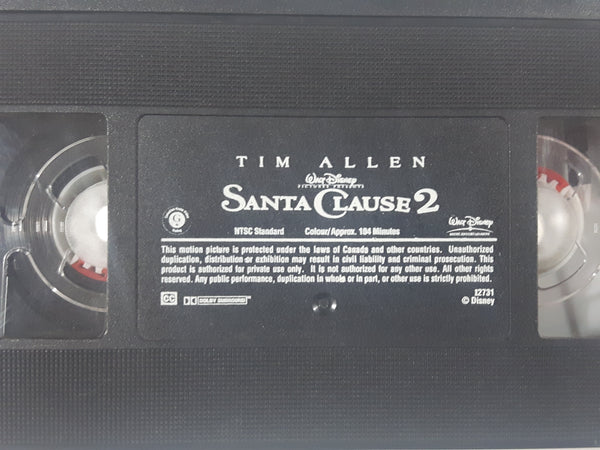 TIM ALLEN
Walt Disney
PICTURES PRESENTS
SANTA CLAUSE 2
G
NTSC Standard Colour/Approx. 104 Minutes
Walt Disney
This motion picture is protected under the laws of Canada and other countries. Unauthorized
duplication, distribution or exhibition may result in civil liability and criminal prosecution. This
product is authorized for private use only. It is not authorized for any other use. All other rights
reserved. Any public performance, duplication in whole or in part, or other use is strictly prohibited.
CC DOLBY SURROUND
12731
© Disney